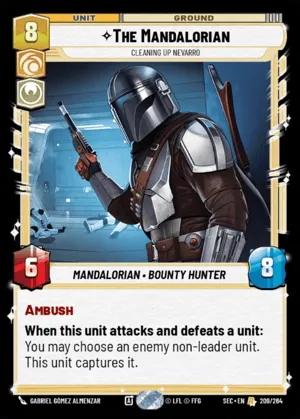 UNIT GROUND
8
✧THE MANDALORIAN
CLEANING UP NEVARRO
6
8
MANDALORIAN • BOUNTY HUNTER
AMBUSH
When this unit attacks and defeats a unit:
You may choose an enemy non-leader unit.
This unit captures it.
GABRIEL GÓMEZ ALMENZAR © LFL © FFG SEC • EN 209/264